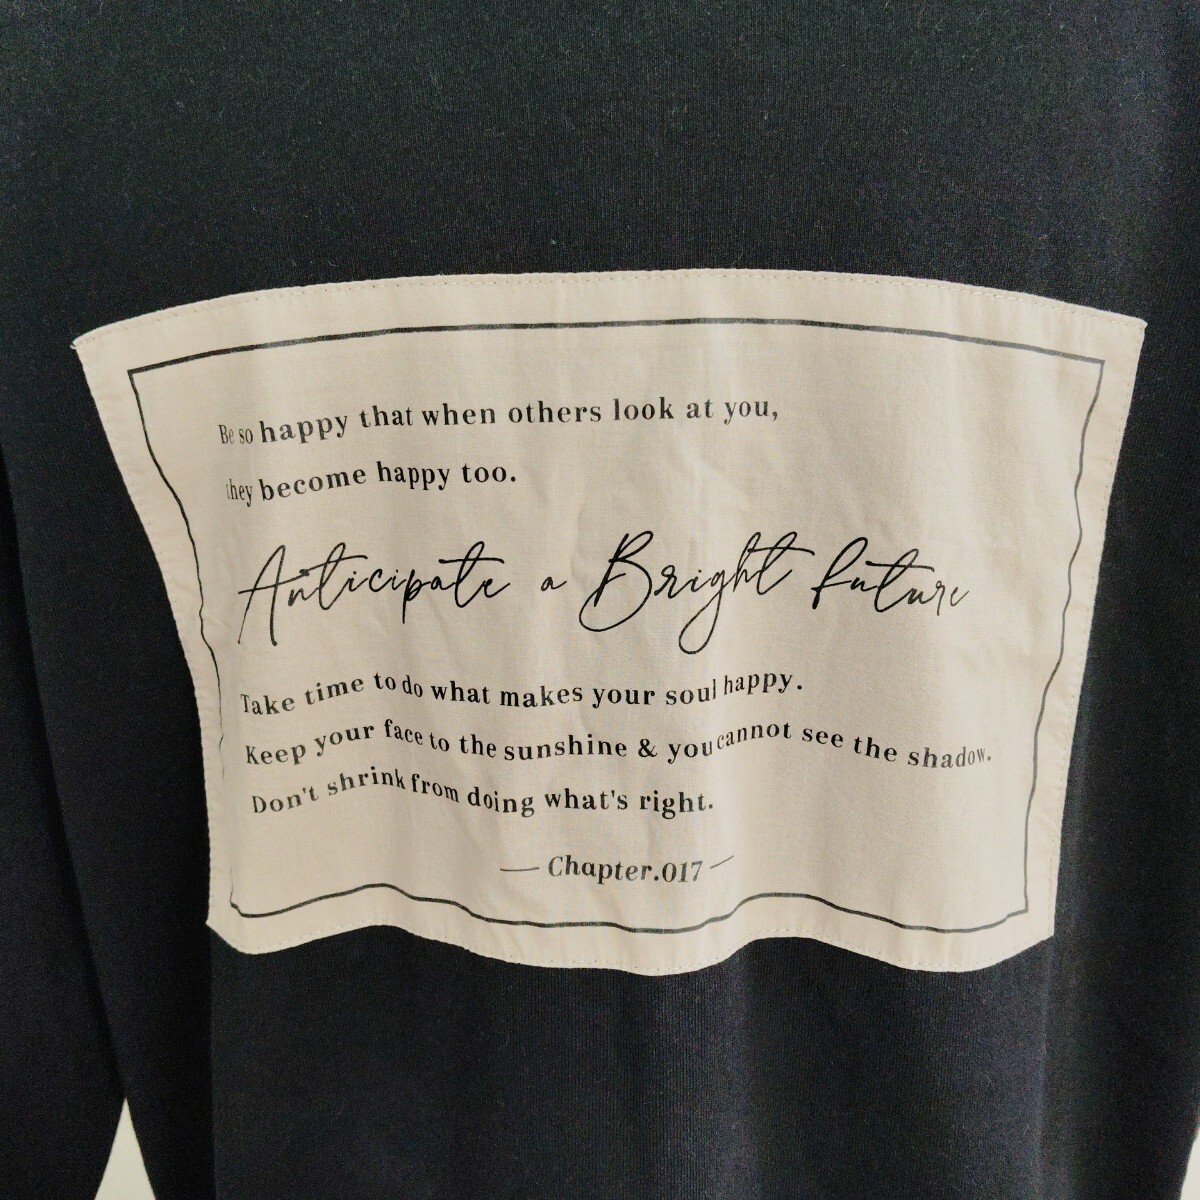 Be so happy that when others look at you,
they become happy too.
Anticipate a Bright future
Take time to do what makes your soul happy.
Keep your face to the sunshine & you cannot see the shadow.
Don't shrink from doing what's right.
— Chapter.017 —